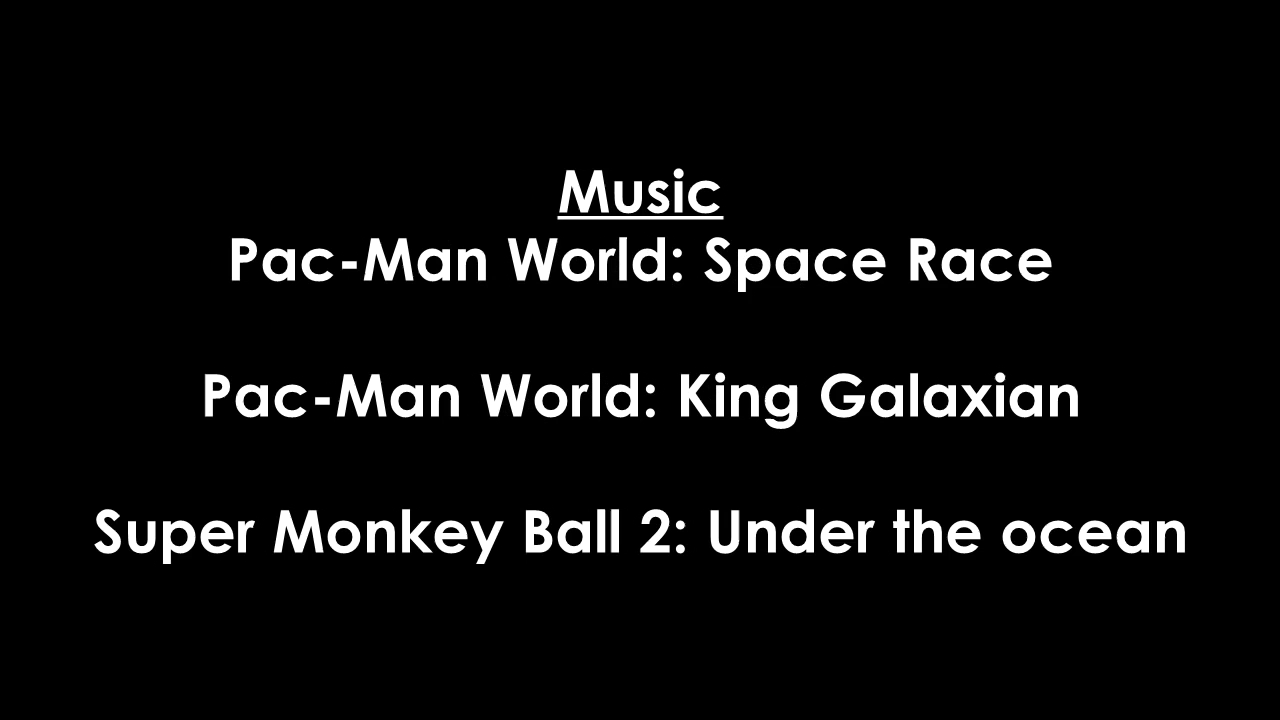 Music
Pac-Man World: Space Race
Pac-Man World: King Galaxian
Super Monkey Ball 2: Under the ocean